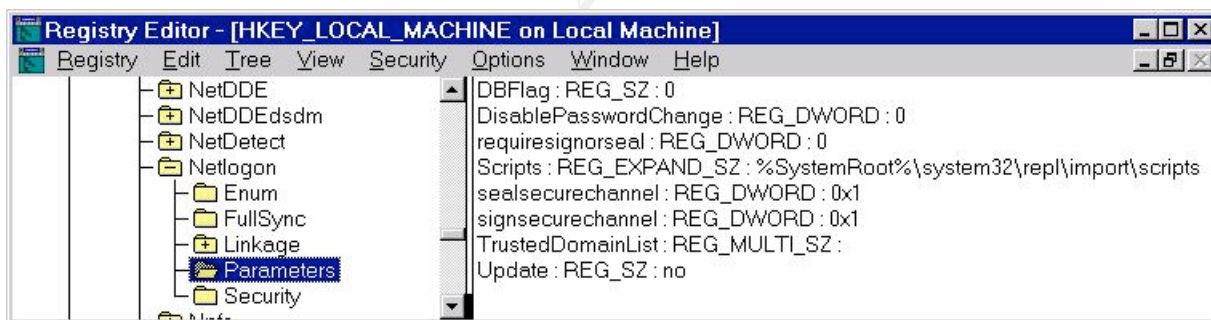 Registry Editor - [HKEY_LOCAL_MACHINE on Local Machine]
Registry Edit Tree View Security Options Window Help
NetDDE
NetDDEdsdm
NetDetect
Netlogon
Enum
FullSync
Linkage
Parameters
Security
DBFlag : REG_SZ : 0
DisablePasswordChange : REG_DWORD : 0
requiresignorseal : REG_DWORD : 0
Scripts : REG_EXPAND_SZ : %SystemRoot%\system32\repl\import\scripts
sealsecurechannel : REG_DWORD : 0x1
signsecurechannel : REG_DWORD : 0x1
TrustedDomainList : REG_MULTI_SZ :
Update : REG_SZ : no